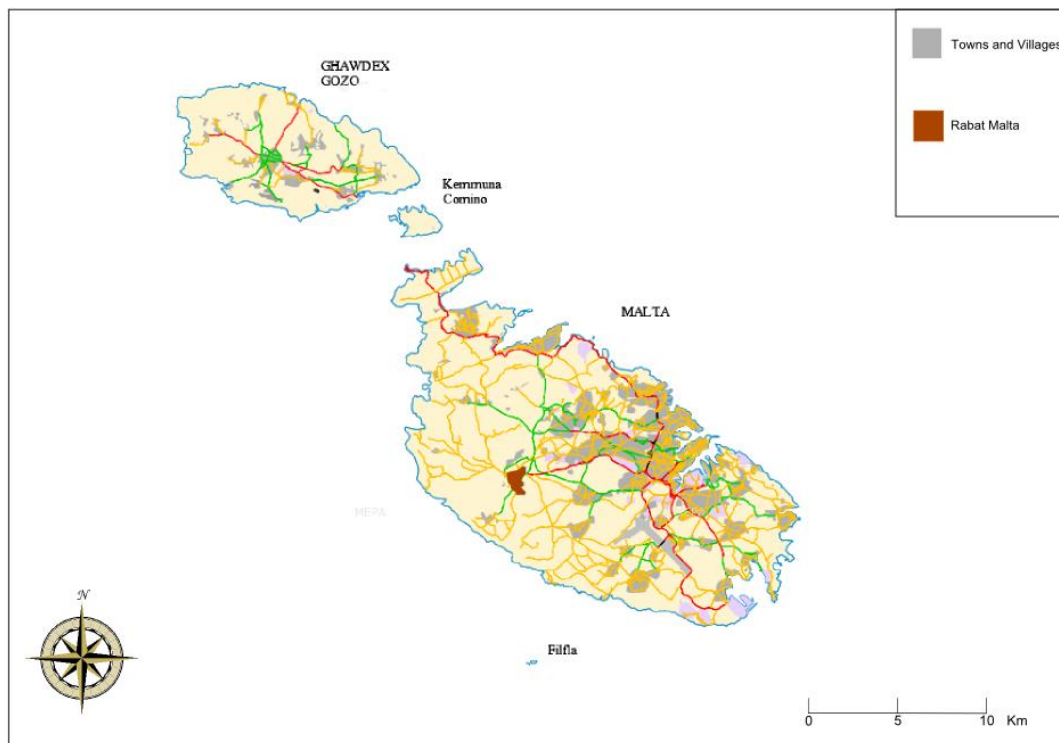 Towns and Villages
Rabat Malta
GHAWDEX
GOZO
Kemmuna
Comino
MALTA
MEPA
Filfla
N
0 5 10 Km